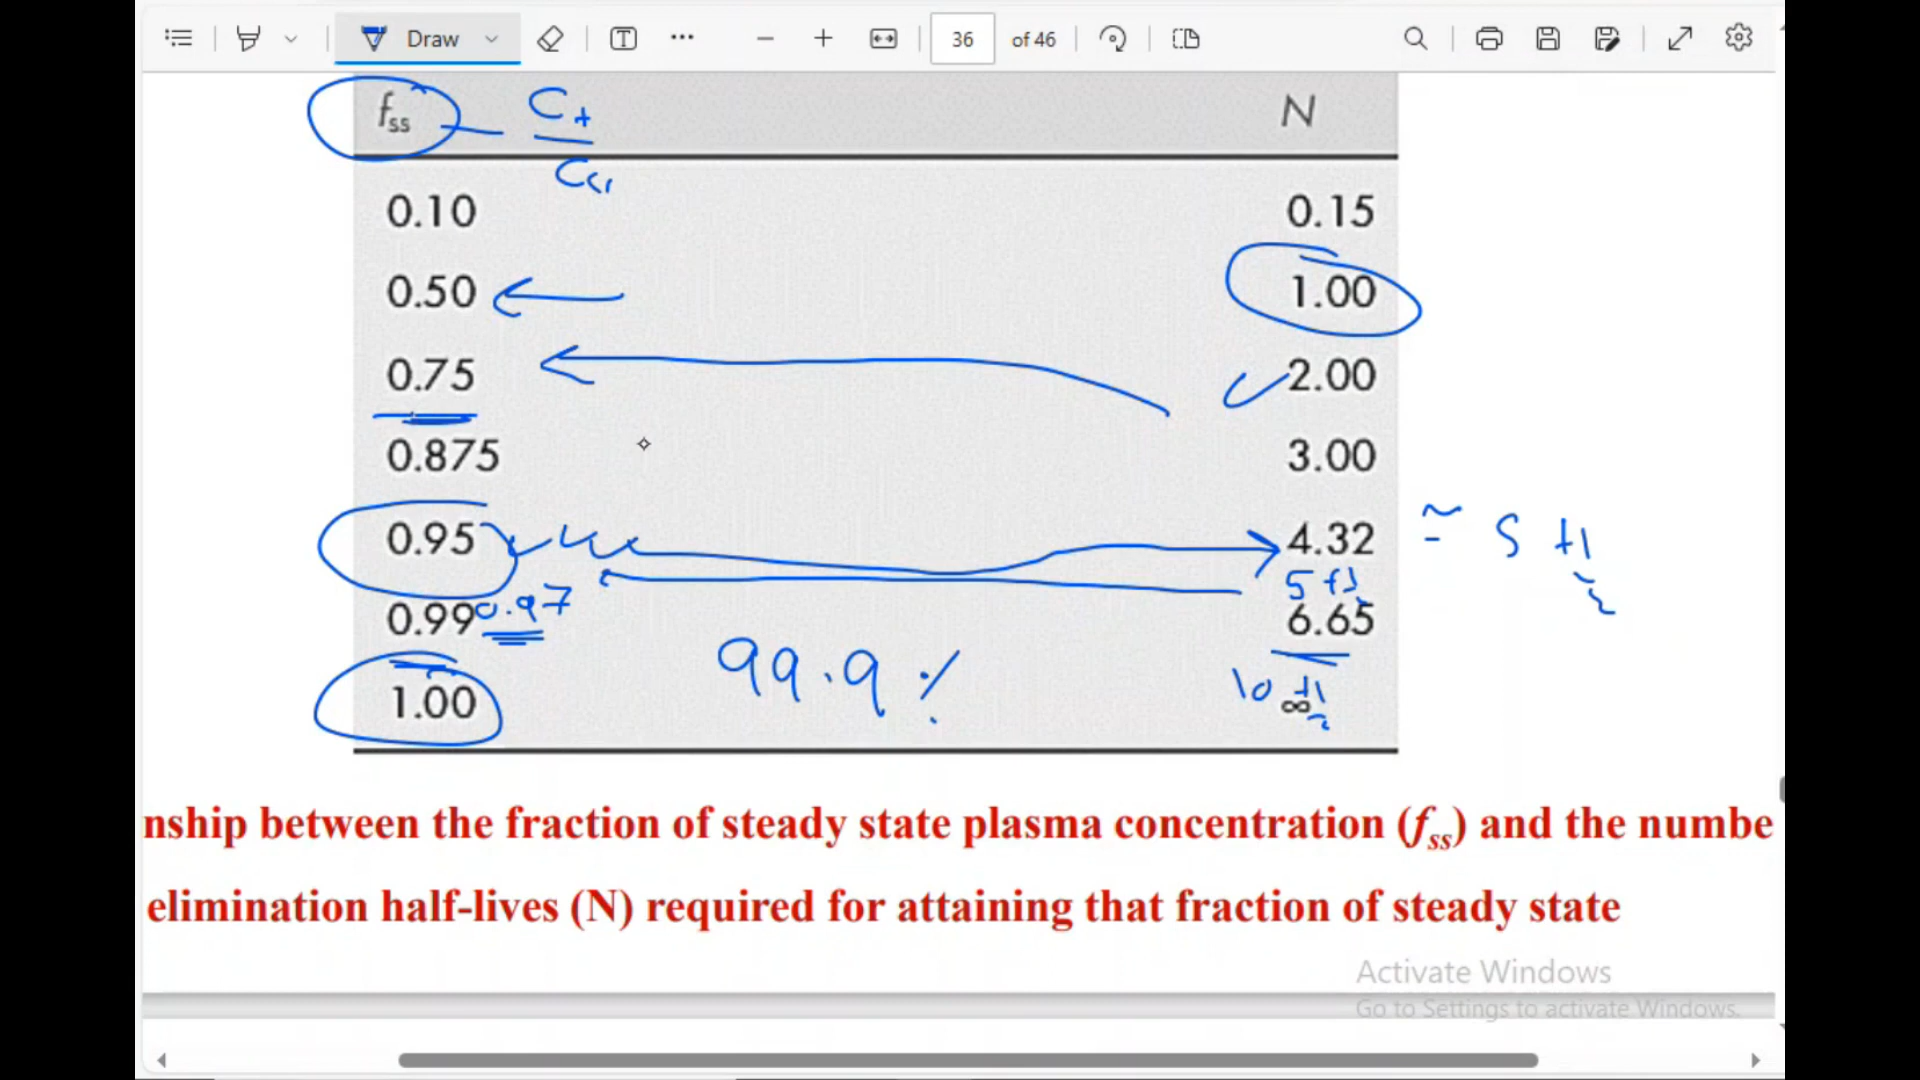 Draw 36 of 46
fss Ct N
Css
0.10 0.15
0.50 1.00
0.75 2.00
0.875 3.00
0.95 4.32 ≅ 5 t½
5 t½
0.99 0.97 6.65
99.9 %
10 t½
1.00 ∞
nship between the fraction of steady state plasma concentration (fss) and the numbe
elimination half-lives (N) required for attaining that fraction of steady state
Activate Windows
Go to Settings to activate Windows.